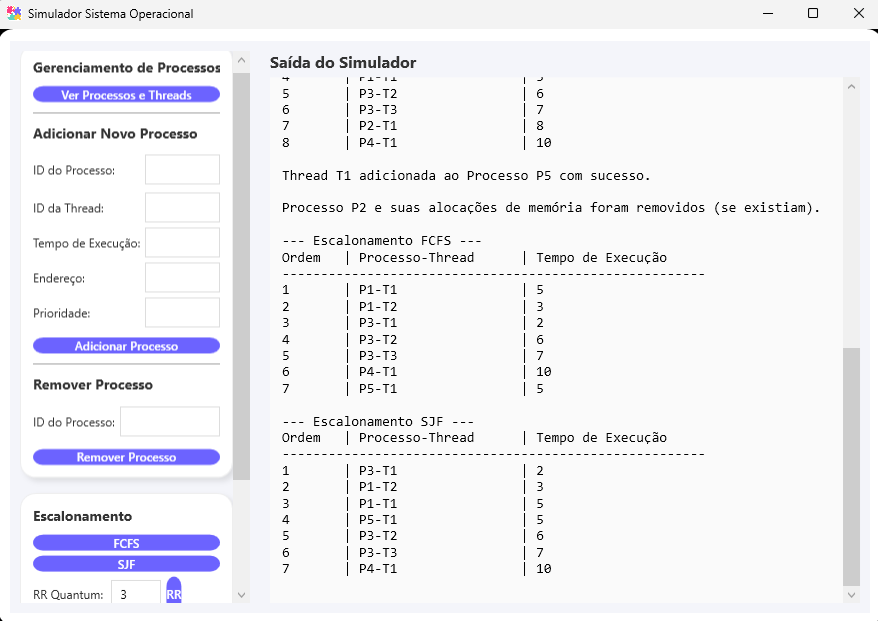 Simulador Sistema Operacional
Gerenciamento de Processos
Ver Processos e Threads
Adicionar Novo Processo
ID do Processo:
ID da Thread:
Tempo de Execução:
Endereço:
Prioridade:
Adicionar Processo
Remover Processo
ID do Processo:
Remover Processo
Escalonamento
FCFS
SJF
RR Quantum: 3 RR
Saída do Simulador
4 | P1-T1 | 5
5 | P3-T2 | 6
6 | P3-T3 | 7
7 | P2-T1 | 8
8 | P4-T1 | 10
Thread T1 adicionada ao Processo P5 com sucesso.
Processo P2 e suas alocações de memória foram removidos (se existiam).
--- Escalonamento FCFS ---
Ordem | Processo-Thread | Tempo de Execução
-------------------------------------------------------
1 | P1-T1 | 5
2 | P1-T2 | 3
3 | P3-T1 | 2
4 | P3-T2 | 6
5 | P3-T3 | 7
6 | P4-T1 | 10
7 | P5-T1 | 5
--- Escalonamento SJF ---
Ordem | Processo-Thread | Tempo de Execução
-------------------------------------------------------
1 | P3-T1 | 2
2 | P1-T2 | 3
3 | P1-T1 | 5
4 | P5-T1 | 5
5 | P3-T2 | 6
6 | P3-T3 | 7
7 | P4-T1 | 10